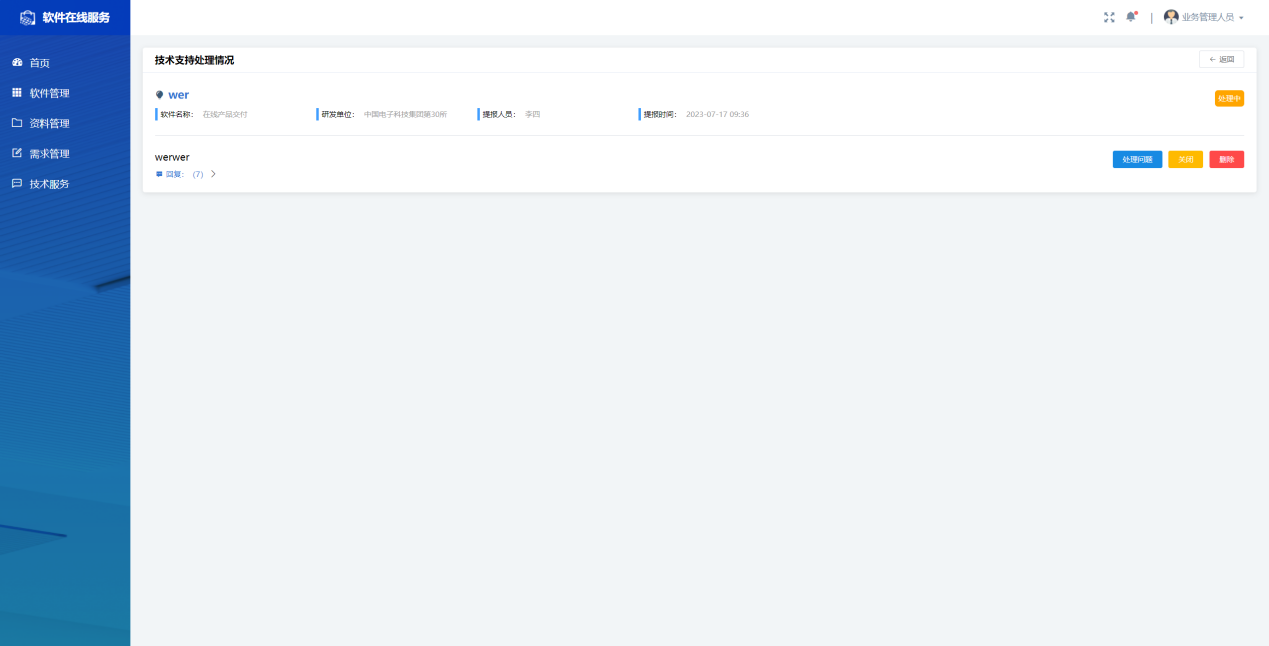 软件在线服务
业务管理人员
首页
软件管理
资料管理
需求管理
技术服务
技术支持处理情况
返回
wer
处理中
软件名称： 在线产品交付 研发单位： 中国电子科技集团第30所 提报人员： 李四 提报时间： 2023-07-17 09:36
werwer
处理问题 关闭 删除
回复： (7)